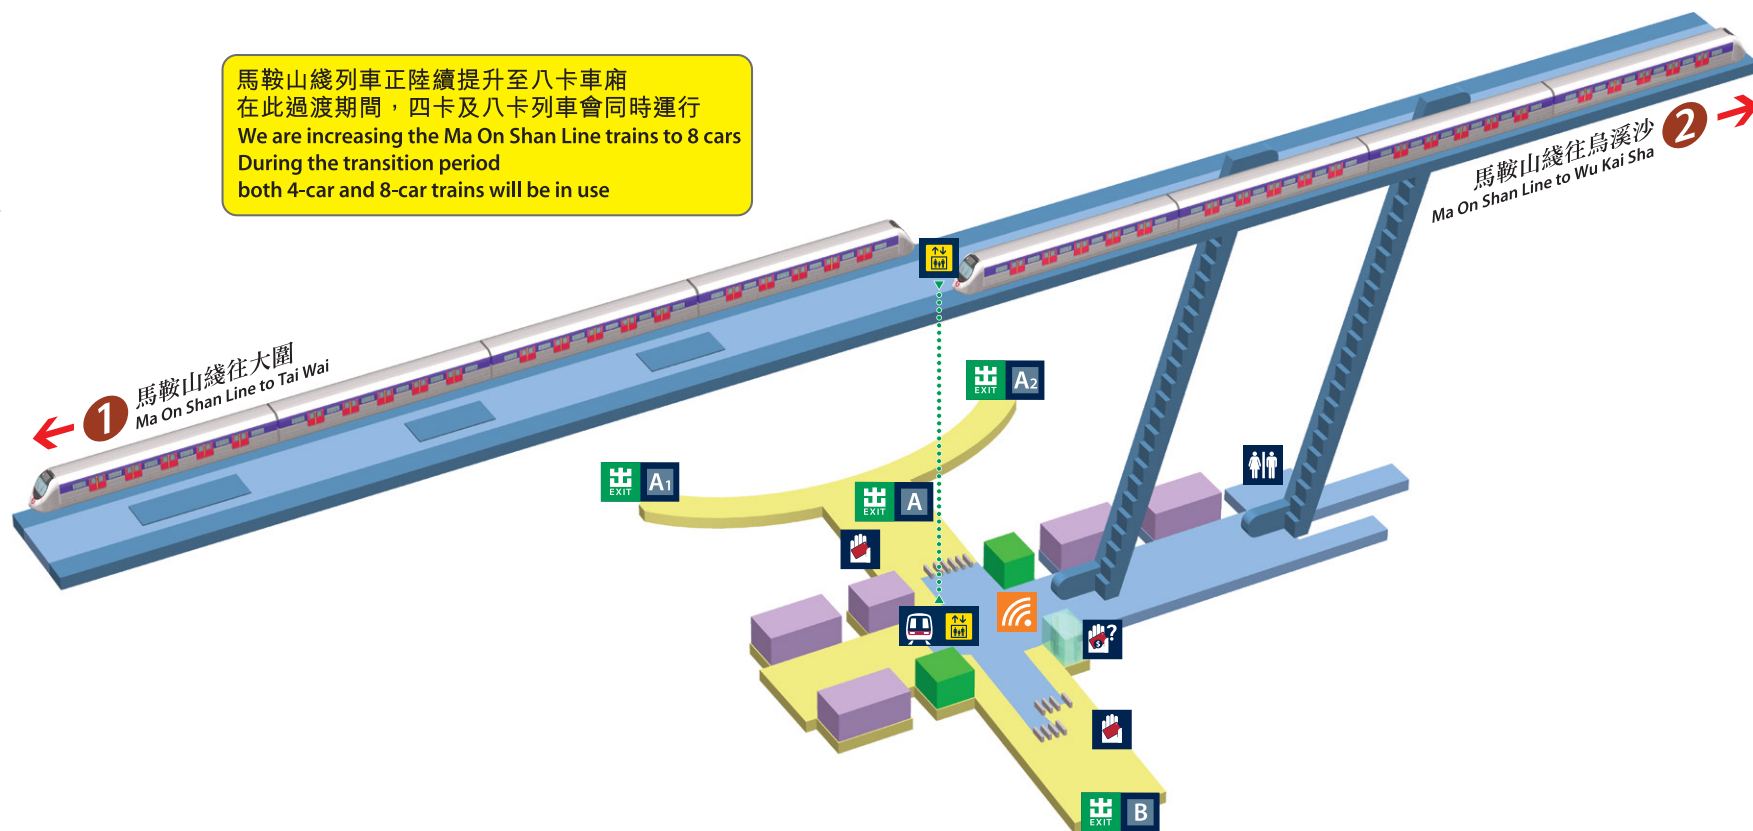 馬鞍山綫列車正陸續提升至八卡車廂
在此過渡期間，四卡及八卡列車會同時運行
We are increasing the Ma On Shan Line trains to 8 cars
During the transition period
both 4-car and 8-car trains will be in use
馬鞍山綫往烏溪沙
Ma On Shan Line to Wu Kai Sha
2
1
馬鞍山綫往大圍
Ma On Shan Line to Tai Wai
出 EXIT A2
出 EXIT A1
出 EXIT A
?
出 EXIT B